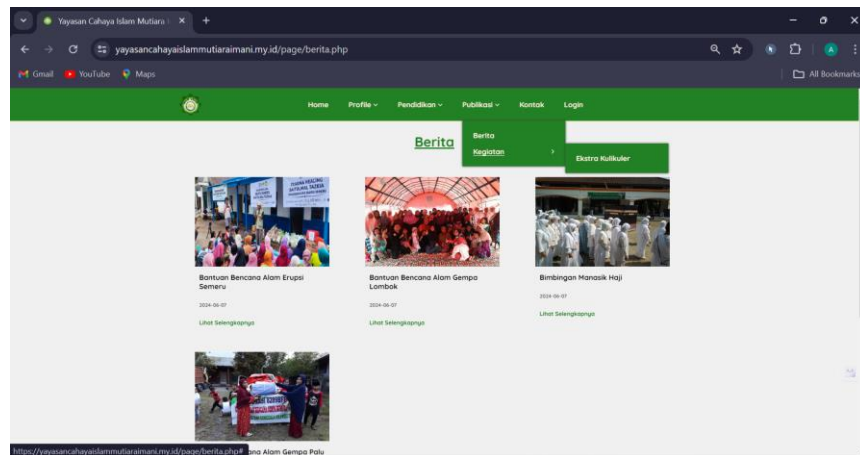 Yayasan Cahaya Islam Mutiara
yayasancahayaislammutiaraimani.my.id/page/berita.php
Gmail YouTube Maps All Bookmarks
Home Profile Pendidikan Publikasi Kontak Login
Berita
Berita
Kegiatan
Ekstra Kulikuler
Bantuan Bencana Alam Erupsi
Semeru
2024-06-07
Lihat Selengkapnya
Bantuan Bencana Alam Gempa
Lombok
2024-06-07
Lihat Selengkapnya
Bimbingan Manasik Haji
2024-06-07
Lihat Selengkapnya
https://yayasancahayaislammutiaraimani.my.id/page/berita.php#
ana Alam Gempa Palu